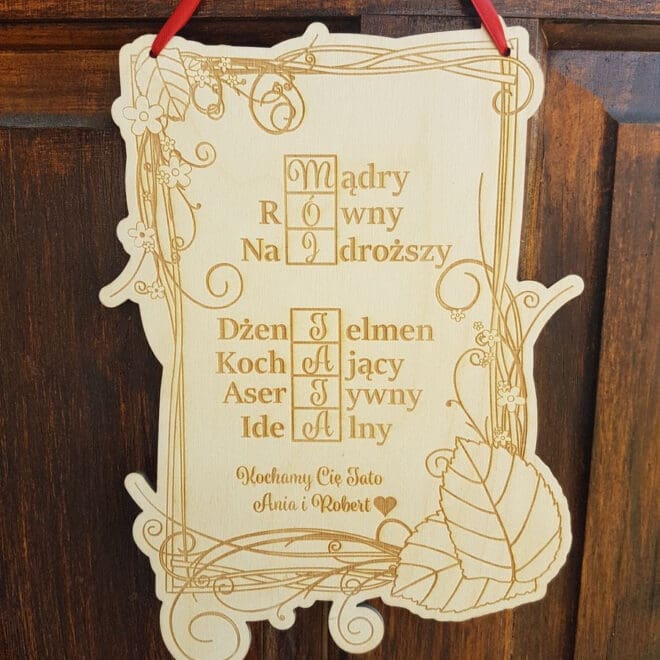 Mądry
RÓwny
NaJdroższy
DżenTelmen
KochAjący
AserTywny
IdeAlny
Kochamy Cię Tato
Ania i Robert